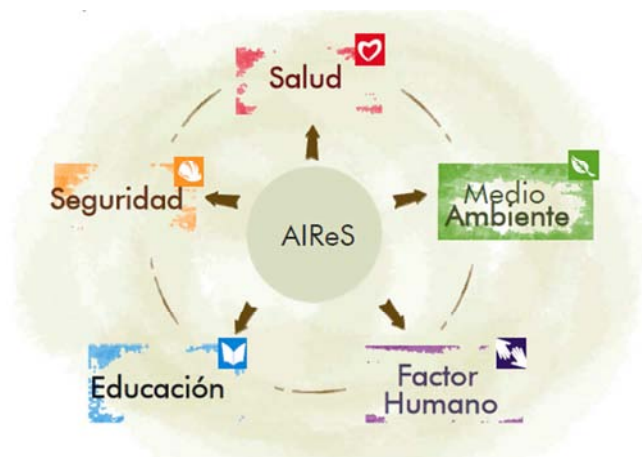 Salud
Seguridad
Medio
Ambiente
AIReS
Educación
Factor
Humano